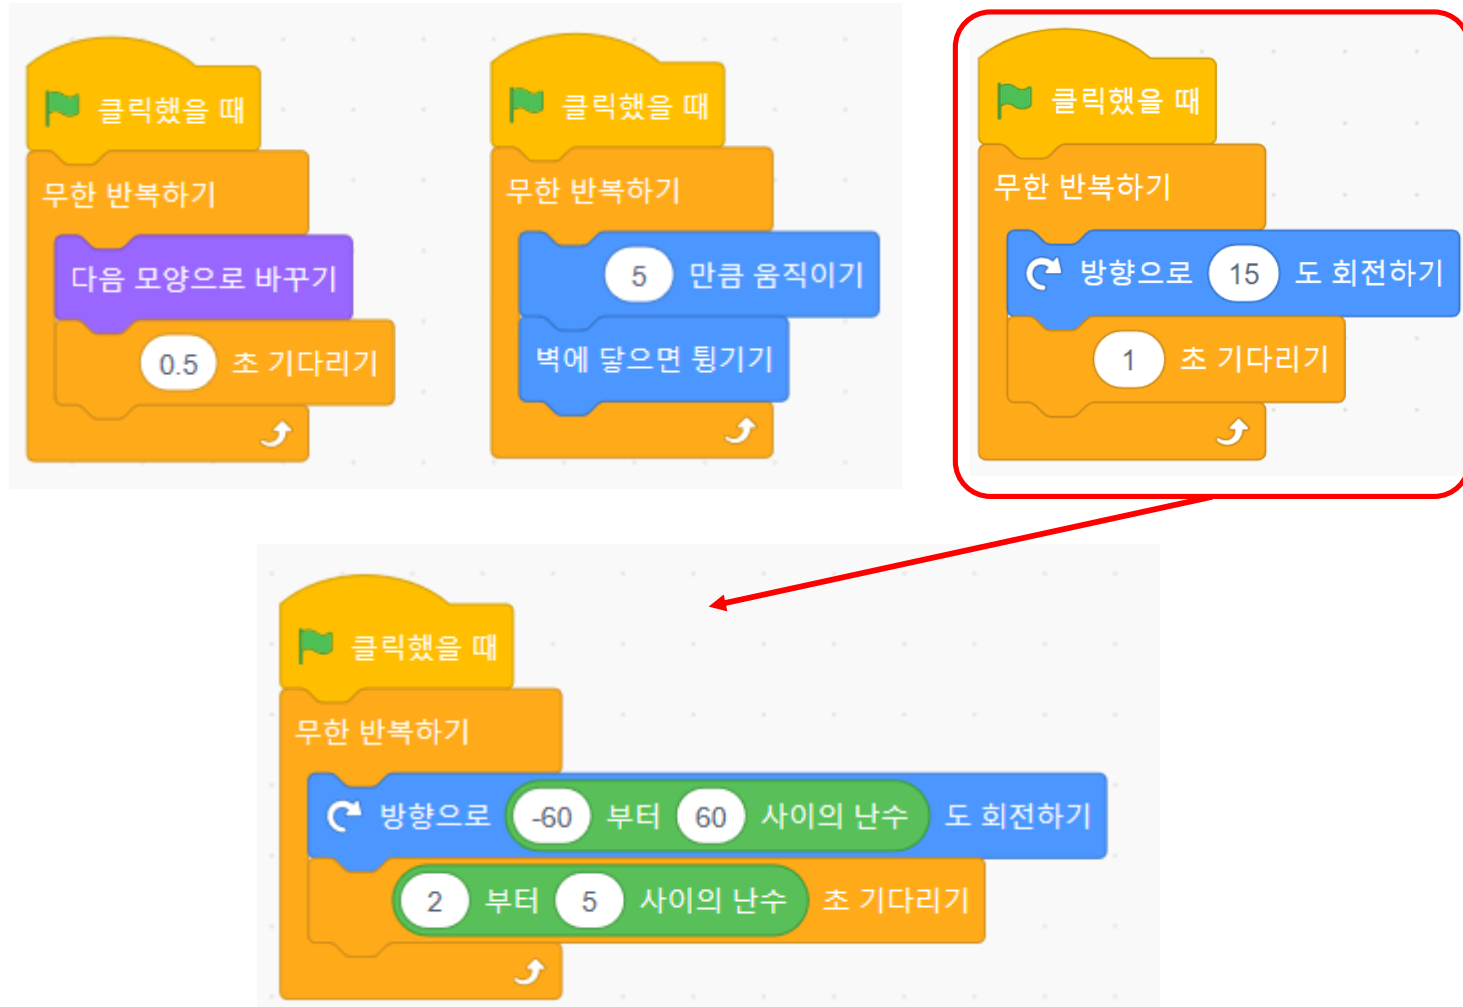 클릭했을 때
무한 반복하기
다음 모양으로 바꾸기
0.5 초 기다리기
클릭했을 때
무한 반복하기
5 만큼 움직이기
벽에 닿으면 튕기기
클릭했을 때
무한 반복하기
방향으로 15 도 회전하기
1 초 기다리기
클릭했을 때
무한 반복하기
방향으로 -60 부터 60 사이의 난수 도 회전하기
2 부터 5 사이의 난수 초 기다리기